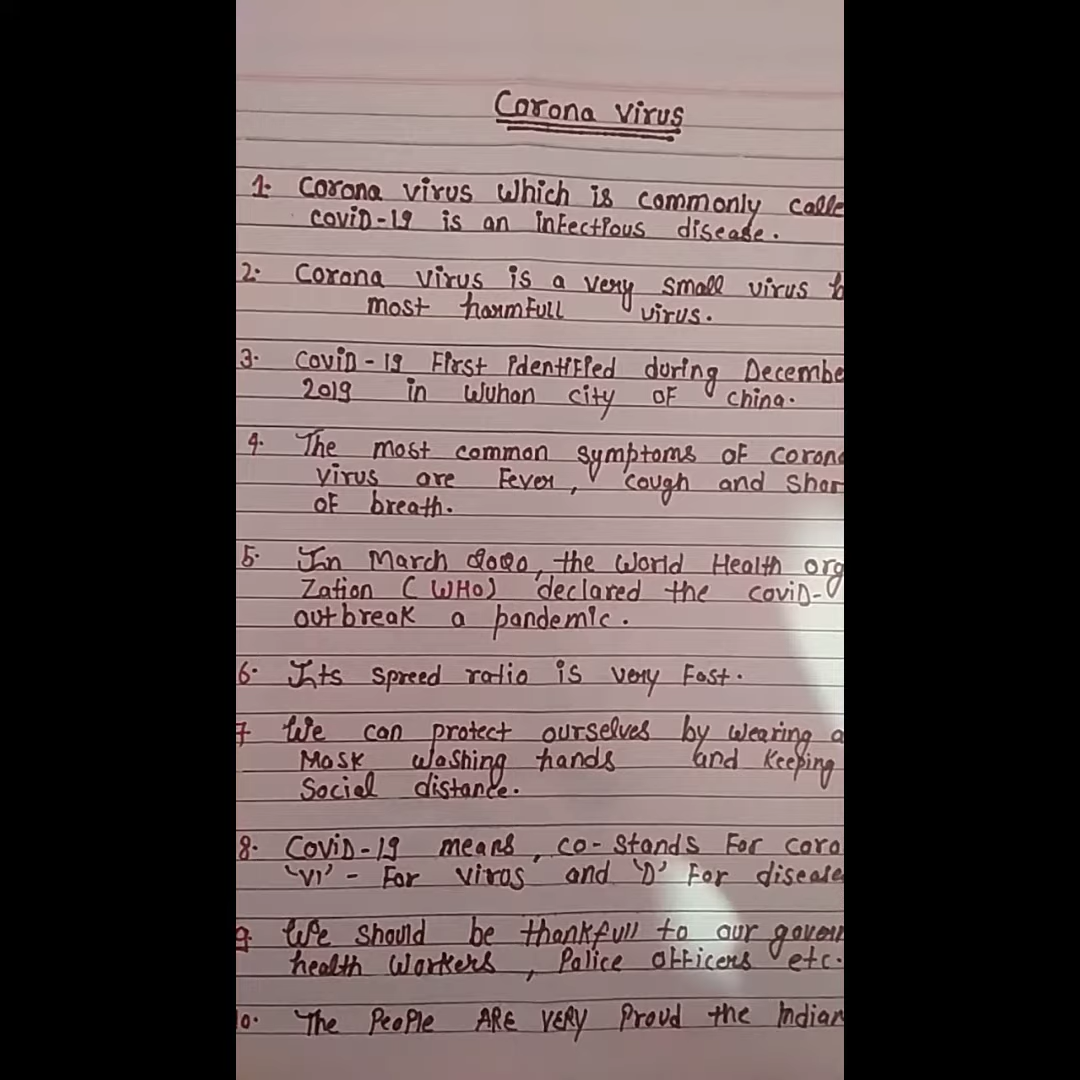 Corona virus
1. Corona virus which is commonly calle
coviD-19 is an infectious disease.
2. Corona virus is a very small virus b
most harmfull virus.
3. CoviD-19 First identified during Decembe
2019 in Wuhan city of china.
4. The most common symptoms of corona
virus are Fever, cough and Shor
of breath.
5. In March 2020, the World Health org
Zation (WHO) declared the coviD-
outbreak a pandemic.
6. Its spreed ratio is very Fast.
7 We can protect ourselves by wearing a
Mask washing hands and Keeping
Social distance.
8. CoviD-19 means, co-Stands For coro
'VI' - For viros and 'D' For disease
9. We should be thankfull to our govern
health workers, Police officers etc.
10. The People ARE VERY Proud the Indian